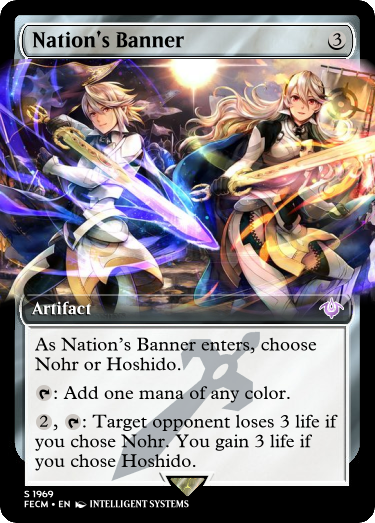 Nation's Banner 3
Artifact
As Nation's Banner enters, choose
Nohr or Hoshido.
: Add one mana of any color.
2, : Target opponent loses 3 life if
you chose Nohr. You gain 3 life if
you chose Hoshido.
S 1969
FECM • EN INTELLIGENT SYSTEMS